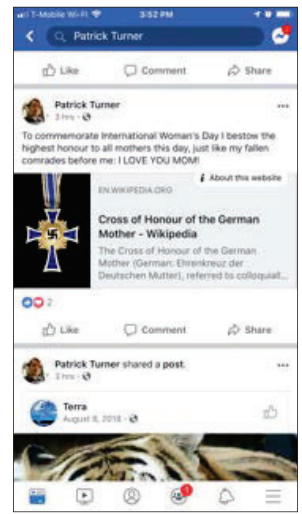 T-Mobile Wi-Fi 3:52 PM
Patrick Turner
Like Comment Share
Patrick Turner
3 hrs
To commemorate International Woman's Day I bestow the
highest honour to all mothers this day, just like my fallen
comrades before me: I LOVE YOU MOM!
i About this website
EN.WIKIPEDIA.ORG
Cross of Honour of the German
Mother - Wikipedia
The Cross of Honour of the German
Mother (German: Ehrenkreuz der
Deutschen Mutter), referred to colloquiall...
2
Like Comment Share
Patrick Turner shared a post.
3 hrs
Terra
August 8, 2018
1